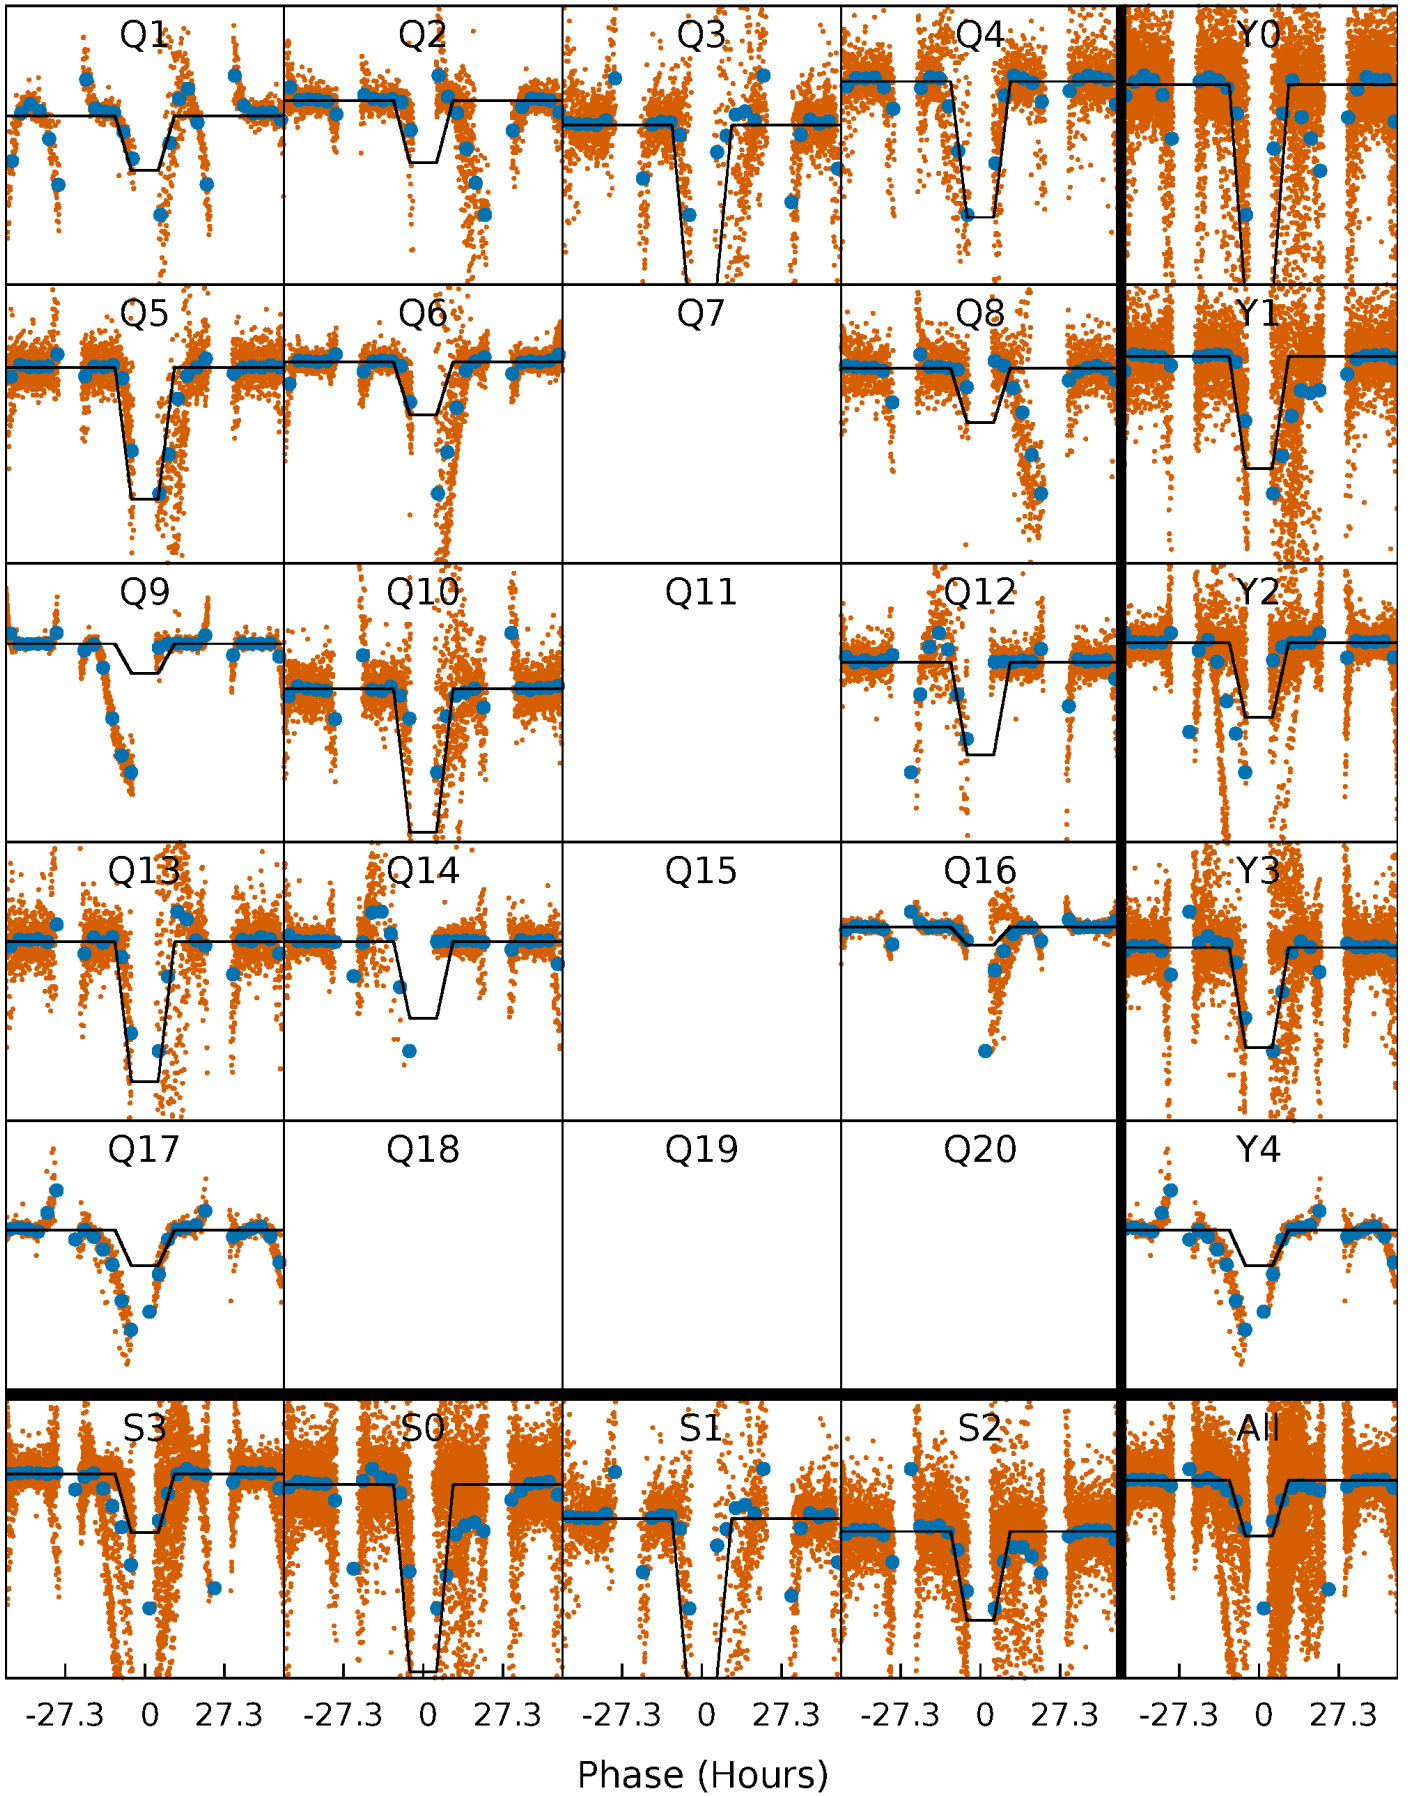 Q1 Q2 Q3 Q4 Y0
Q5 Q6 Q7 Q8 Y1
Q9 Q10 Q11 Q12 Y2
Q13 Q14 Q15 Q16 Y3
Q17 Q18 Q19 Q20 Y4
S3 S0 S1 S2 All
-27.3 0 27.3 -27.3 0 27.3 -27.3 0 27.3 -27.3 0 27.3 -27.3 0 27.3
Phase (Hours)